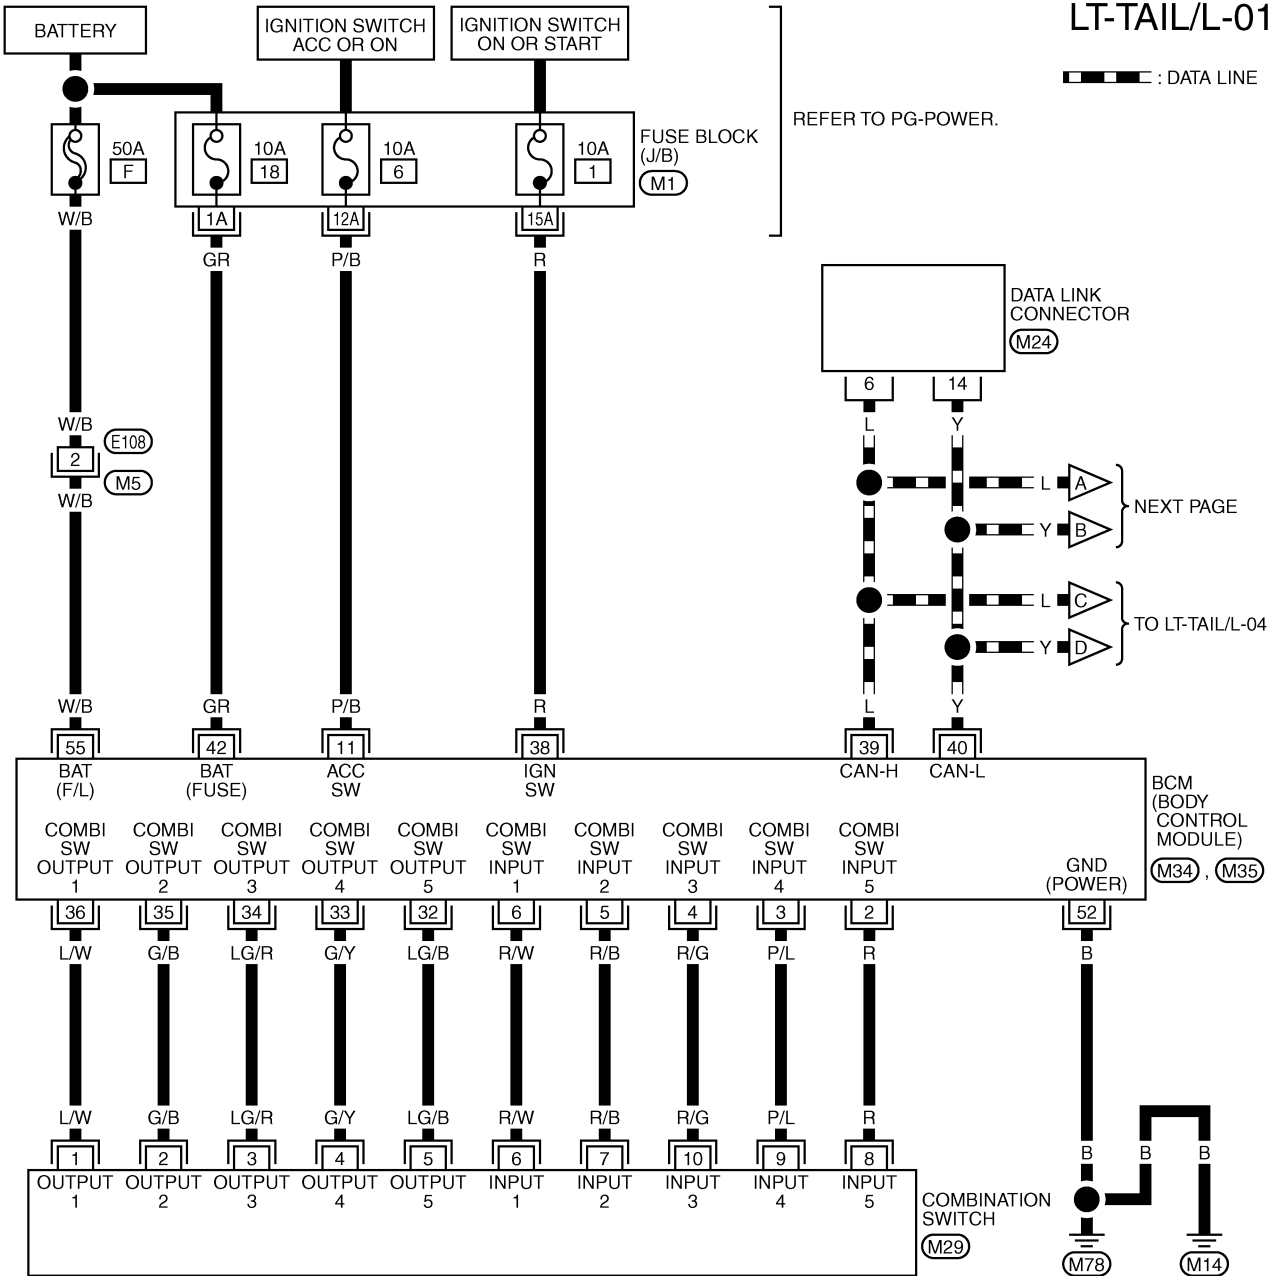 LT-TAIL/L-01
BATTERY
IGNITION SWITCH
ACC OR ON
IGNITION SWITCH
ON OR START
: DATA LINE
REFER TO PG-POWER.
50A
F
10A
18
10A
6
10A
1
FUSE BLOCK
(J/B)
M1
1A
12A
15A
W/B
GR
P/B
R
DATA LINK
CONNECTOR
M24
6
14
L
Y
W/B
E108
2
M5
W/B
L
A
Y
B
NEXT PAGE
L
C
Y
D
TO LT-TAIL/L-04
W/B
GR
P/B
R
L
Y
55
42
11
38
39
40
BAT
(F/L)
BAT
(FUSE)
ACC
SW
IGN
SW
CAN-H
CAN-L
BCM
(BODY
CONTROL
MODULE)
M34 , M35
COMBI
SW
OUTPUT
1
COMBI
SW
OUTPUT
2
COMBI
SW
OUTPUT
3
COMBI
SW
OUTPUT
4
COMBI
SW
OUTPUT
5
COMBI
SW
INPUT
1
COMBI
SW
INPUT
2
COMBI
SW
INPUT
3
COMBI
SW
INPUT
4
COMBI
SW
INPUT
5
GND
(POWER)
36
35
34
33
32
6
5
4
3
2
52
L/W
G/B
LG/R
G/Y
LG/B
R/W
R/B
R/G
P/L
R
B
L/W
G/B
LG/R
G/Y
LG/B
R/W
R/B
R/G
P/L
R
B
B
B
1
2
3
4
5
6
7
10
9
8
OUTPUT
1
OUTPUT
2
OUTPUT
3
OUTPUT
4
OUTPUT
5
INPUT
1
INPUT
2
INPUT
3
INPUT
4
INPUT
5
COMBINATION
SWITCH
M29
M78
M14